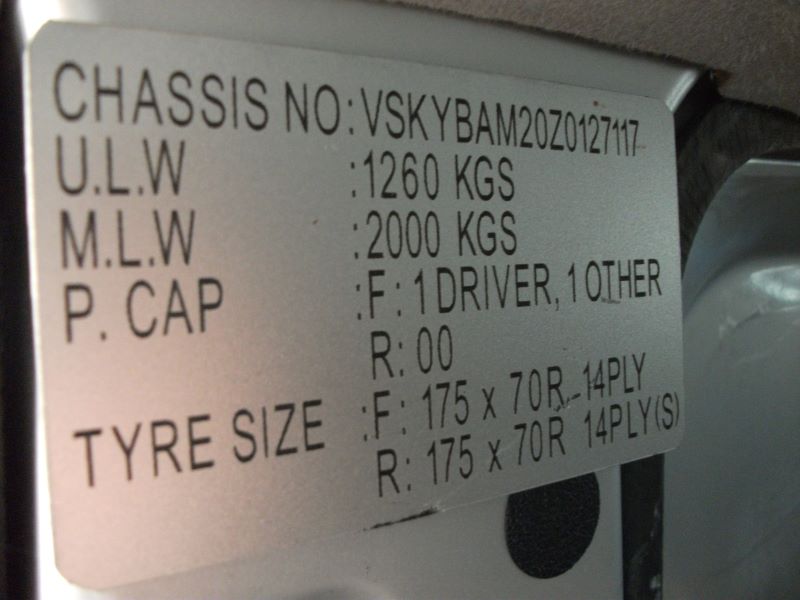 CHASSIS NO:VSKYBAM20Z0127117
U.L.W :1260 KGS
M.L.W :2000 KGS
P. CAP :F: 1 DRIVER, 1 OTHER
R: 00
TYRE SIZE :F: 175 x 70R 14PLY
R: 175 x 70R 14PLY(S)